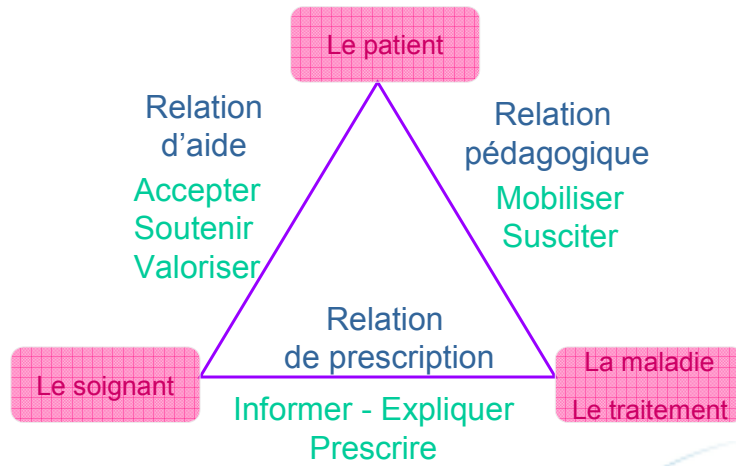 Le patient
Relation
d’aide
Accepter
Soutenir
Valoriser
Relation
pédagogique
Mobiliser
Susciter
Relation
de prescription
Le soignant
La maladie
Le traitement
Informer - Expliquer
Prescrire